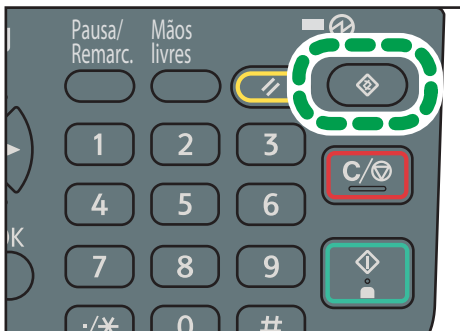 Pausa/ Mãos
Remarc. livres
1 2 3
C/
4 5 6
OK
7 8 9
·/* 0 #